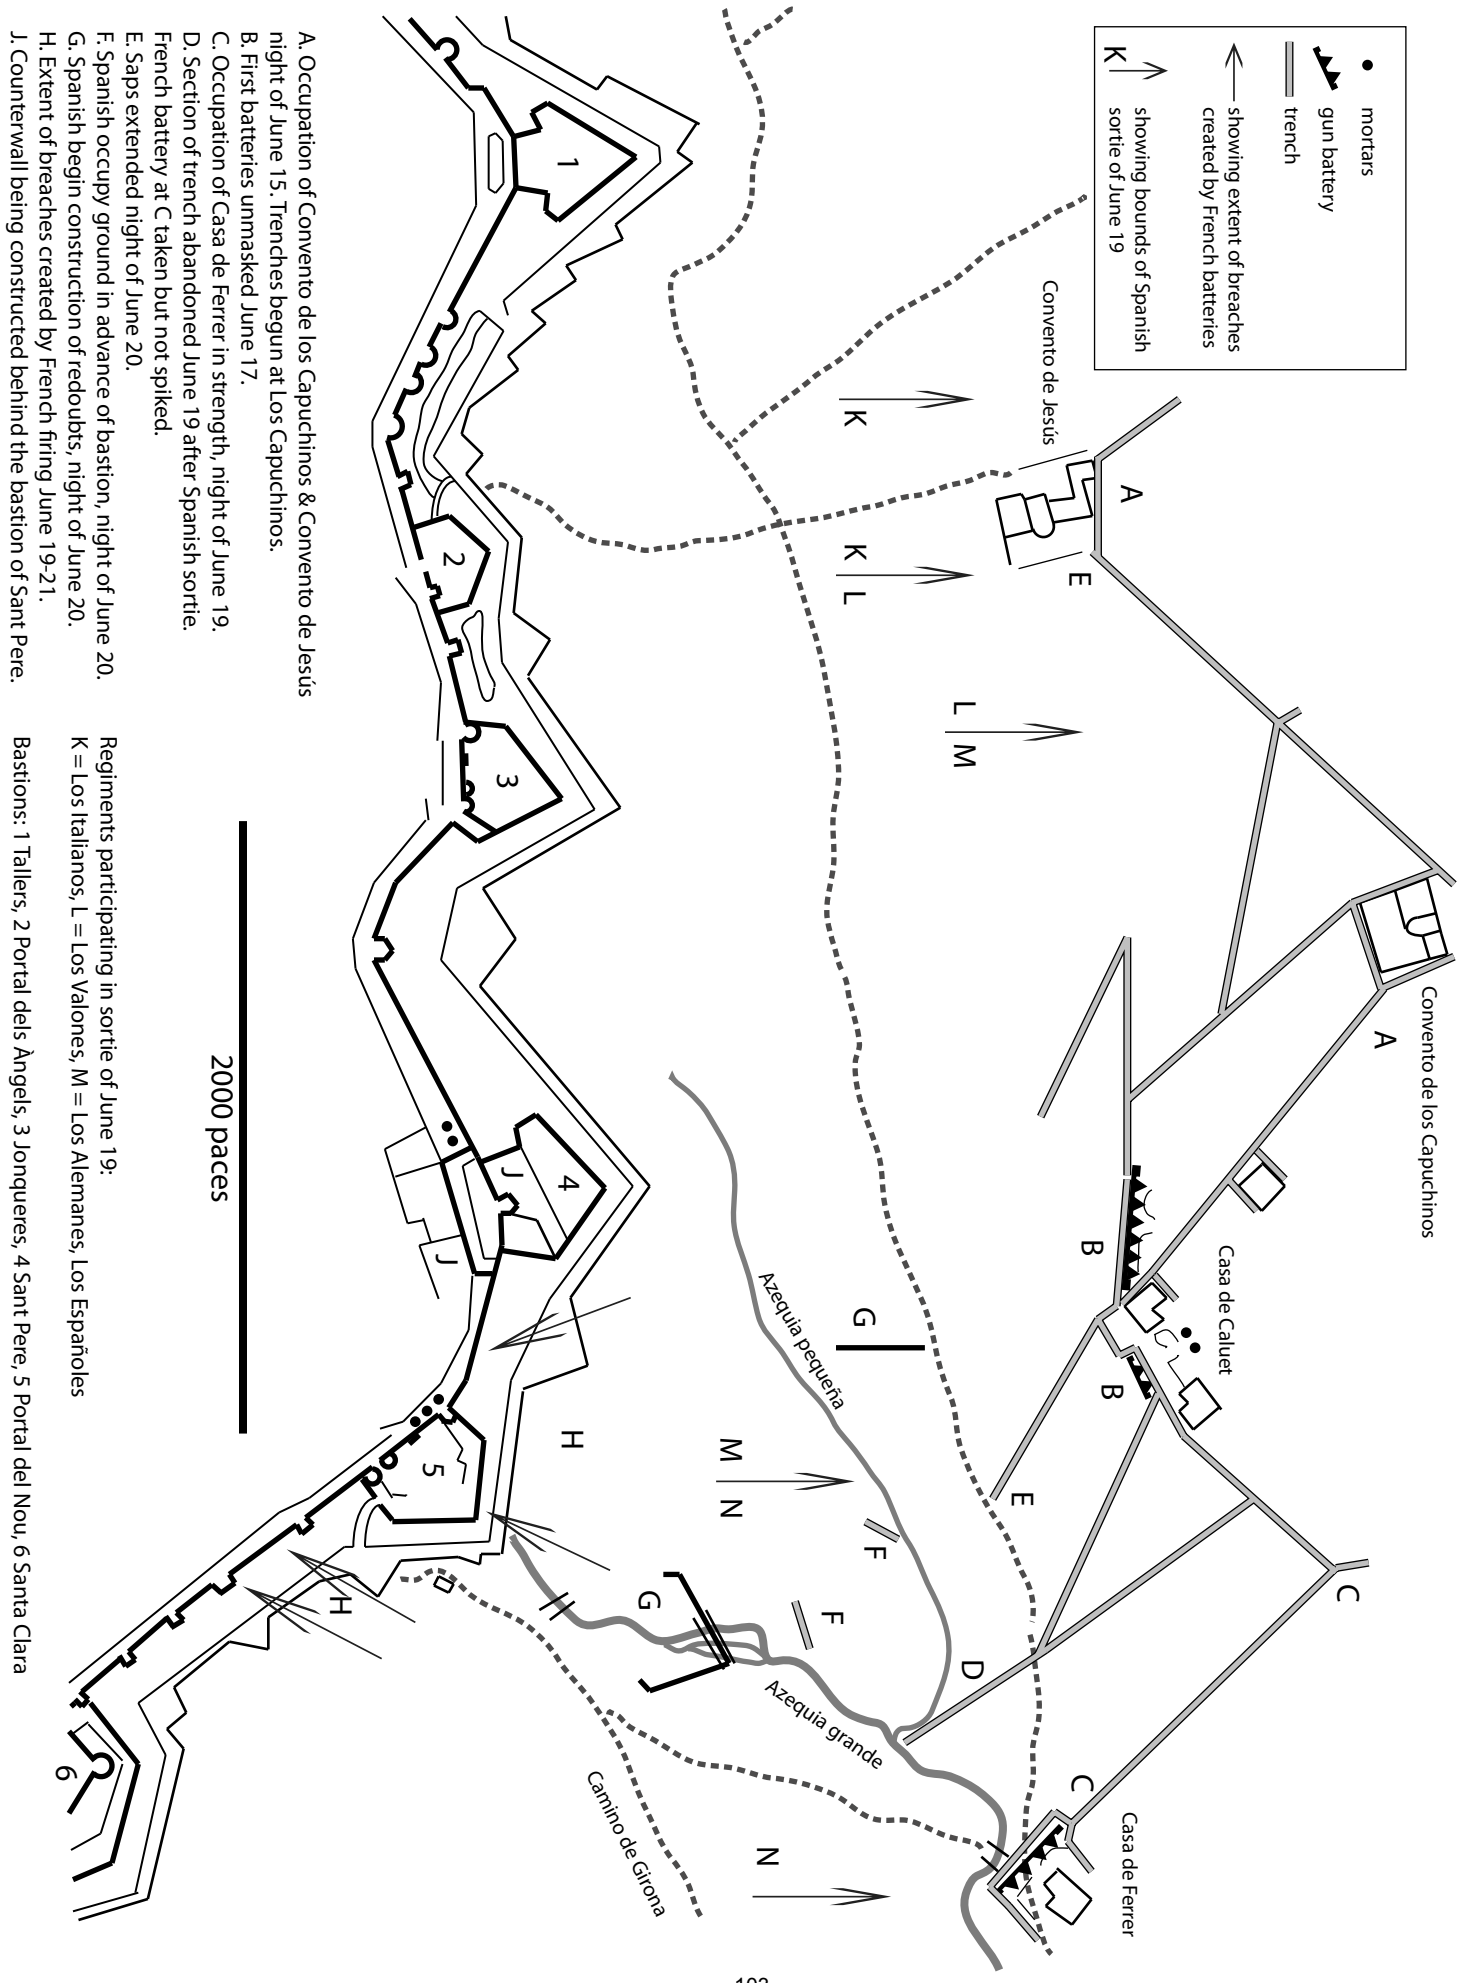 mortars
gun battery
trench
showing extent of breaches
created by French batteries
K
showing bounds of Spanish
sortie of June 19
Convento de Jesús
Convento de los Capuchinos
Casa de Caluet
Casa de Ferrer
A
A
E
K
K
L
L
M
B
B
C
C
E
D
G
F
F
M
N
N
G
H
H
J
J
1
2
3
4
5
6
Azequia pequeña
Azequia grande
Camino de Girona
2000 paces
A. Occupation of Convento de los Capuchinos & Convento de Jesús
night of June 15. Trenches begun at Los Capuchinos.
B. First batteries unmasked June 17.
C. Occupation of Casa de Ferrer in strength, night of June 19.
D. Section of trench abandoned June 19 after Spanish sortie.
French battery at C taken but not spiked.
E. Saps extended night of June 20.
F. Spanish occupy ground in advance of bastion, night of June 20.
G. Spanish begin construction of redoubts, night of June 20.
H. Extent of breaches created by French firing June 19-21.
J. Counterwall being constructed behind the bastion of Sant Pere.
Regiments participating in sortie of June 19:
K = Los Italianos, L = Los Valones, M = Los Alemanes, Los Españoles
Bastions: 1 Tallers, 2 Portal dels Àngels, 3 Jonqueres, 4 Sant Pere, 5 Portal del Nou, 6 Santa Clara